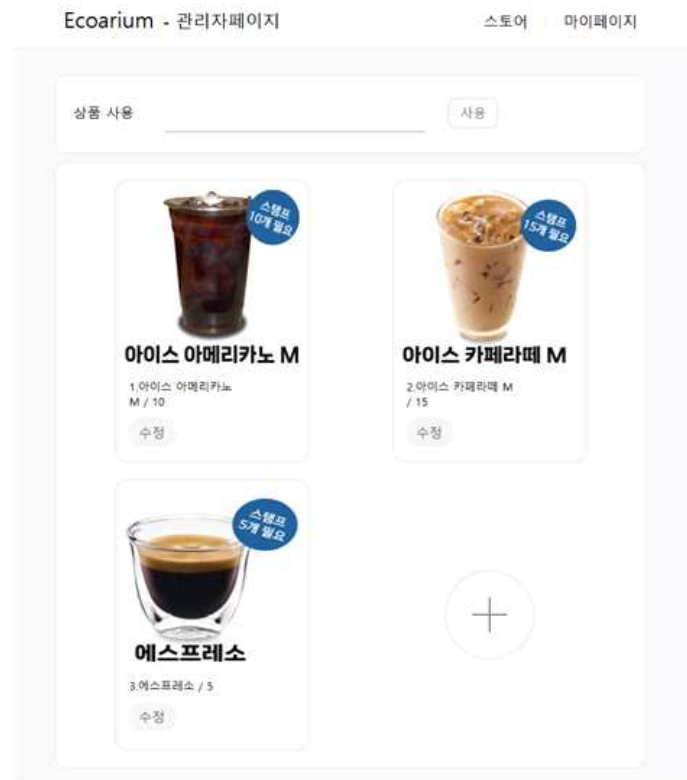 Ecoarium - 관리자페이지
스토어
마이페이지
상품 사용
사용
스탬프
10개 필요
아이스 아메리카노 M
1.아이스 아메리카노
M / 10
수정
스탬프
15개 필요
아이스 카페라떼 M
2.아이스 카페라떼 M
/ 15
수정
스탬프
5개 필요
에스프레소
3.에스프레소 / 5
수정